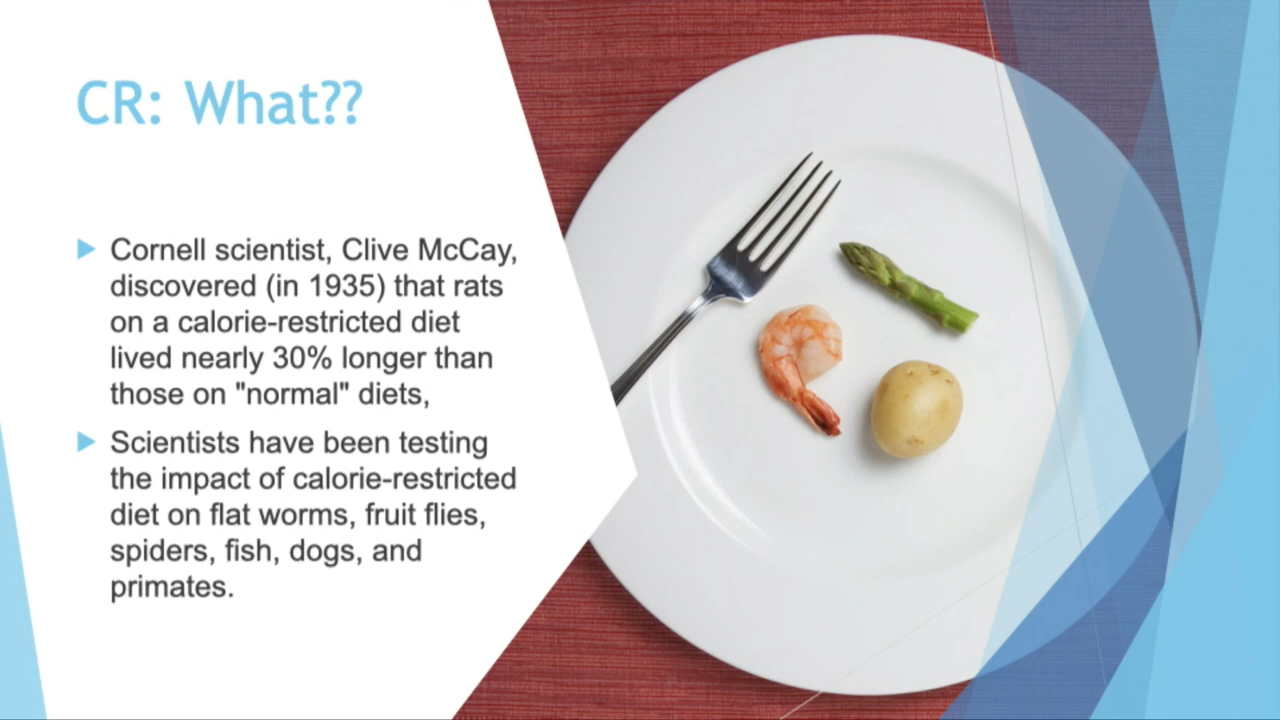 CR: What??
Cornell scientist, Clive McCay,
discovered (in 1935) that rats
on a calorie-restricted diet
lived nearly 30% longer than
those on "normal" diets,
Scientists have been testing
the impact of calorie-restricted
diet on flat worms, fruit flies,
spiders, fish, dogs, and
primates.